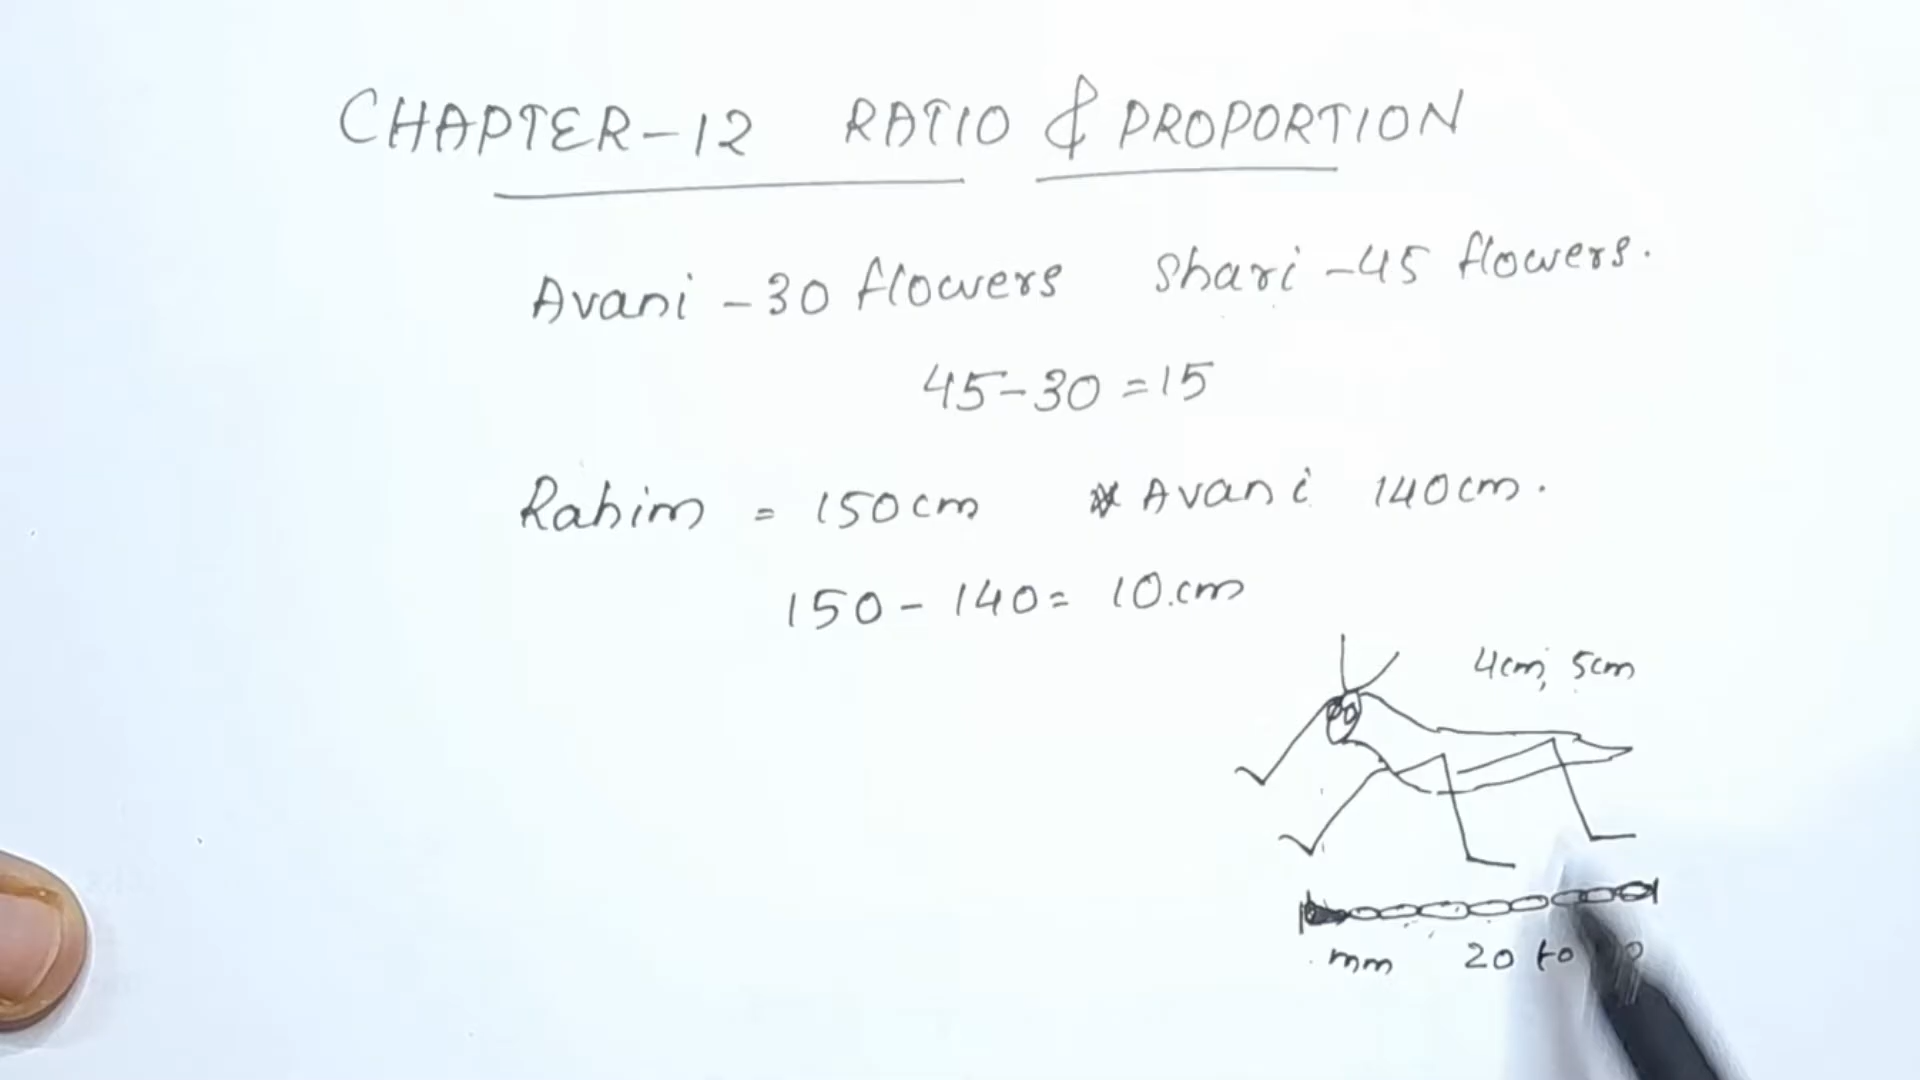 CHAPTER-12 RATIO & PROPORTION
Avani - 30 flowers Shari - 45 flowers.
45-30 = 15
Rahim = 150cm Avani 140cm.
150 - 140 = 10.cm
4cm, 5cm
mm 20 to